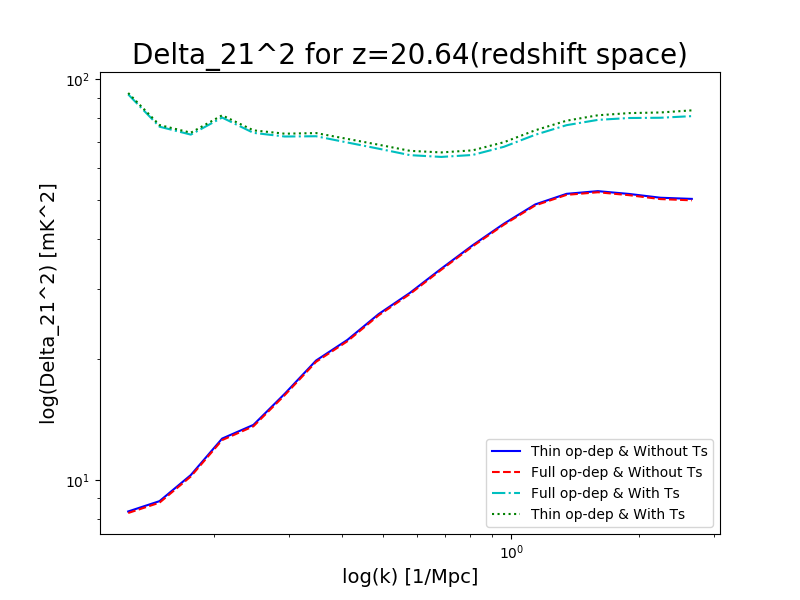 Delta_21^2 for z=20.64(redshift space)
log(Delta_21^2) [mK^2]
10^2
10^1
10^0
log(k) [1/Mpc]
Thin op-dep & Without Ts
Full op-dep & Without Ts
Full op-dep & With Ts
Thin op-dep & With Ts